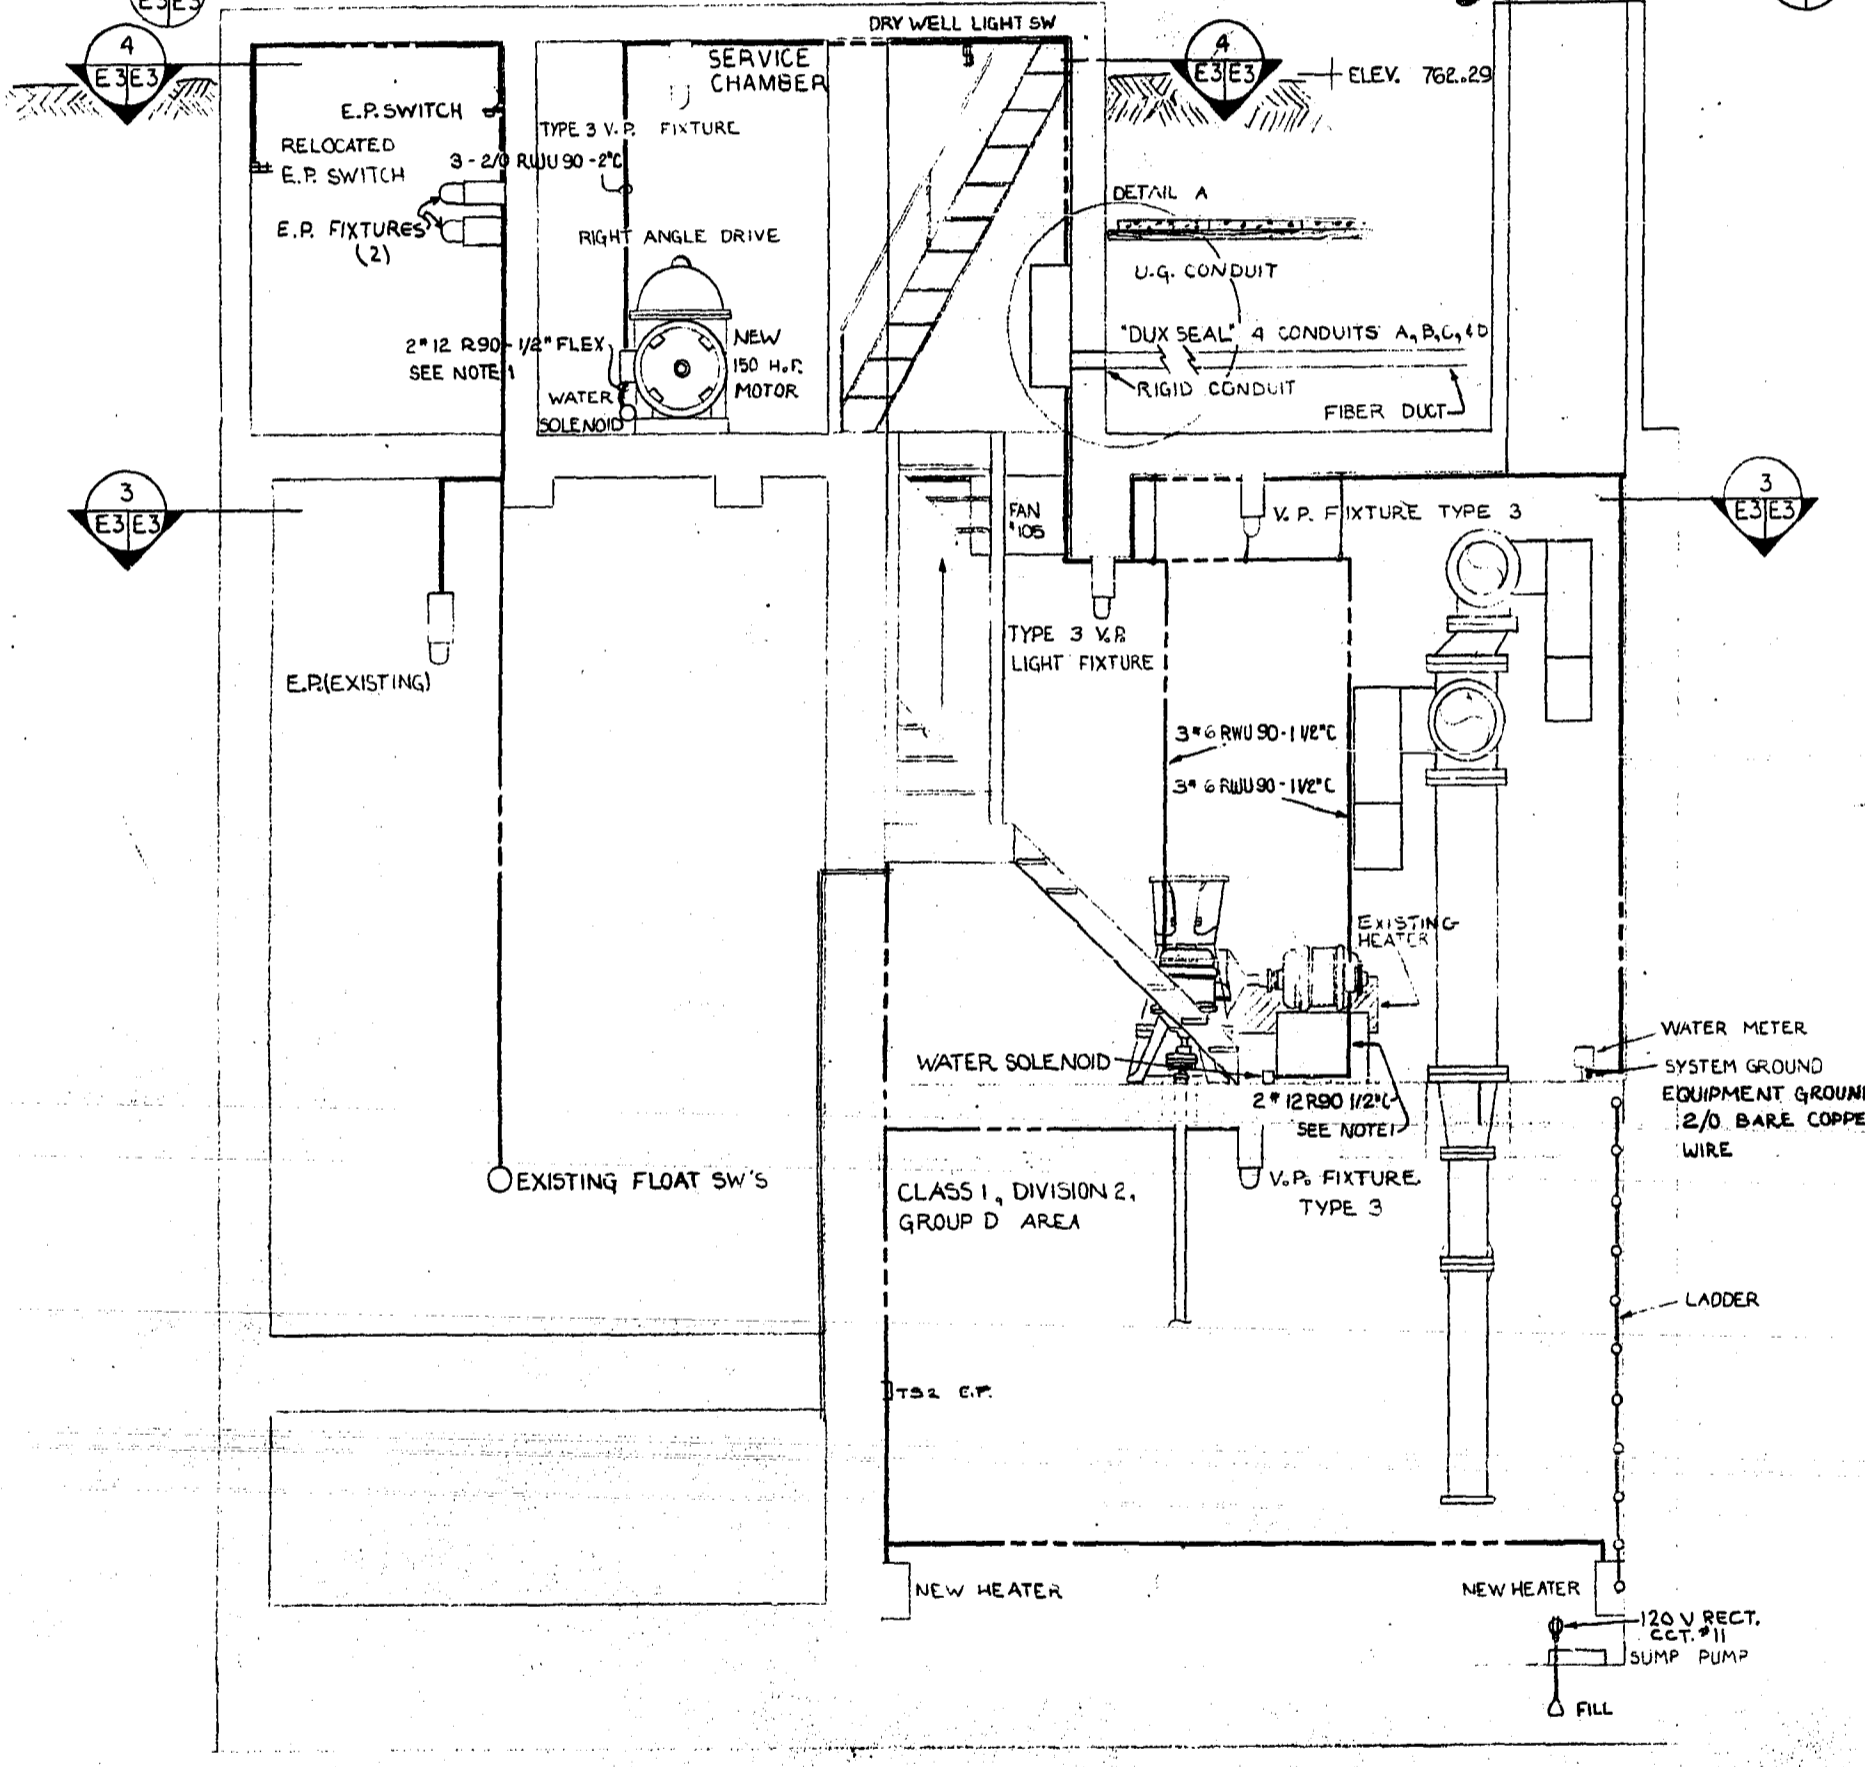 E3 E3
DRY WELL LIGHT SW
4
E3 E3
SERVICE
CHAMBER
4
E3 E3
ELEV. 762.29
E.P. SWITCH
RELOCATED
E.P. SWITCH
TYPE 3 V.P. FIXTURE
3 - 2/0 RWU 90 - 2"C
E.P. FIXTURES
(2)
RIGHT ANGLE DRIVE
DETAIL A
U.G. CONDUIT
"DUX SEAL" 4 CONDUITS A, B, C, & D
RIGID CONDUIT
FIBER DUCT
2 # 12 R90 - 1/2" FLEX
SEE NOTE 1
NEW
150 H.P.
MOTOR
WATER
SOLENOID
3
E3 E3
FAN
#105
V.P. FIXTURE TYPE 3
3
E3 E3
E.P.(EXISTING)
TYPE 3 V.P.
LIGHT FIXTURE
3 # 6 RWU 90 - 1 1/2"C
3 # 6 RWU 90 - 1 1/2"C
EXISTING
HEATER
WATER SOLENOID
2 # 12 R90 1/2"C
SEE NOTE 1
WATER METER
SYSTEM GROUND
EQUIPMENT GROUN
2/0 BARE COPPE
WIRE
EXISTING FLOAT SW'S
CLASS 1, DIVISION 2,
GROUP D AREA
V.P. FIXTURE
TYPE 3
LADDER
TS2 E.P.
NEW HEATER
NEW HEATER
120 V RECT.
CCT. #11
SUMP PUMP
FILL